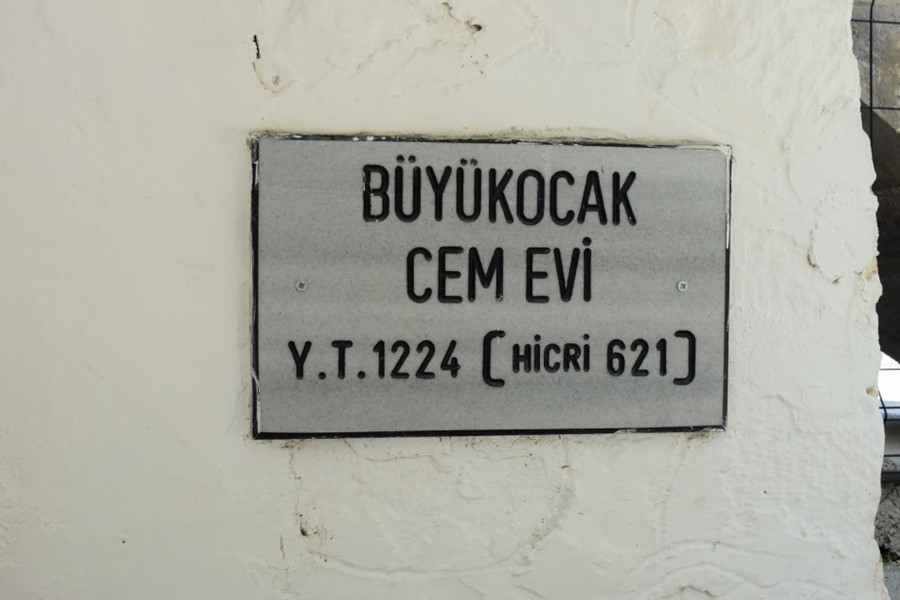 BÜYÜKOCAK
CEM EVİ
Y.T.1224 [HİCRİ 621]